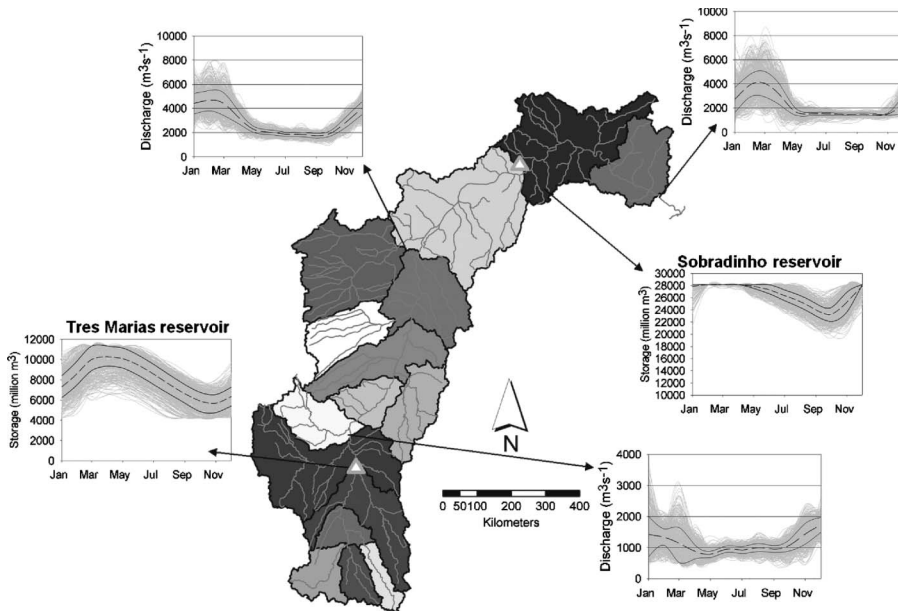 Discharge (m³s⁻¹)
10000
8000
6000
4000
2000
0
Jan Mar May Jul Sep Nov
Discharge (m³s⁻¹)
10000
8000
6000
4000
2000
0
Jan Mar May Jul Sep Nov
Sobradinho reservoir
Storage (million m³)
30000
28000
26000
24000
22000
20000
18000
16000
14000
12000
10000
Jan Mar May Jul Sep Nov
Tres Marias reservoir
Storage (million m³)
12000
10000
8000
6000
4000
2000
0
Jan Mar May Jul Sep Nov
N
0 50100 200 300 400
Kilometers
Discharge (m³s⁻¹)
4000
3000
2000
1000
0
Jan Mar May Jul Sep Nov